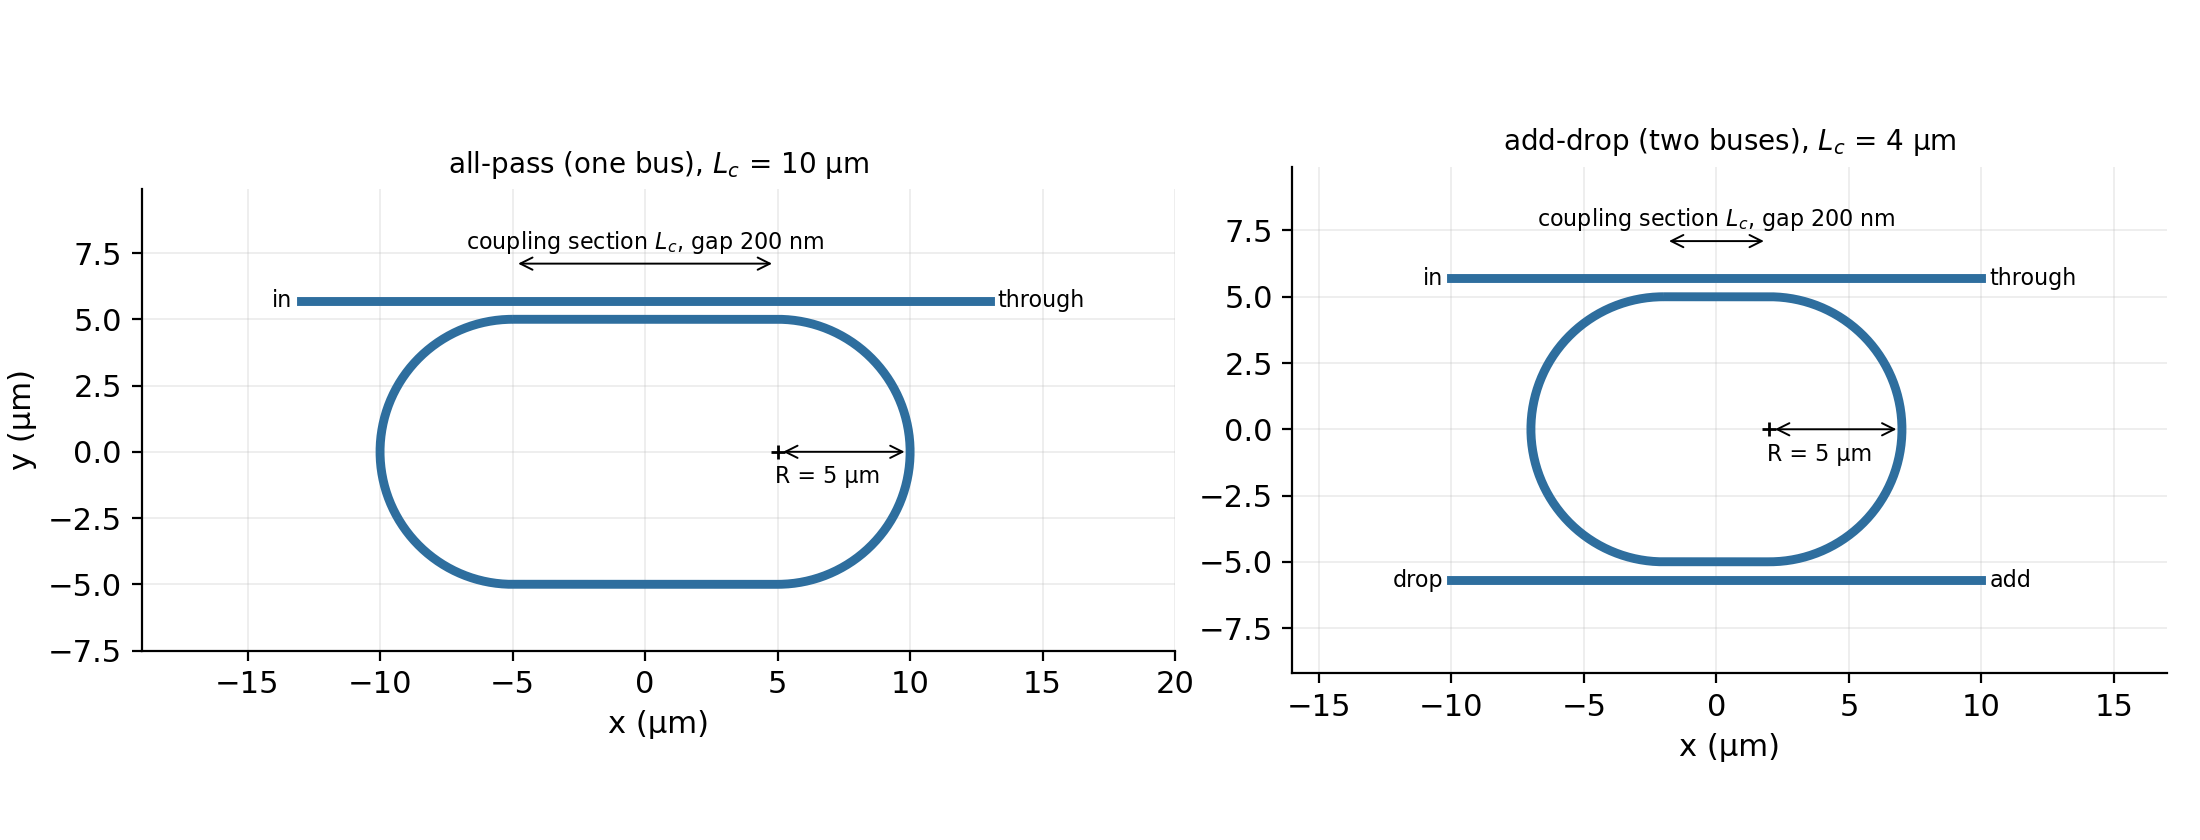 all-pass (one bus), L_c = 10 µm
coupling section L_c, gap 200 nm
in
through
R = 5 µm
7.5
5.0
2.5
0.0
−2.5
−5.0
−7.5
y (µm)
−15
−10
−5
0
5
10
15
20
x (µm)
add-drop (two buses), L_c = 4 µm
coupling section L_c, gap 200 nm
in
through
R = 5 µm
drop
add
7.5
5.0
2.5
0.0
−2.5
−5.0
−7.5
−15
−10
−5
0
5
10
15
x (µm)